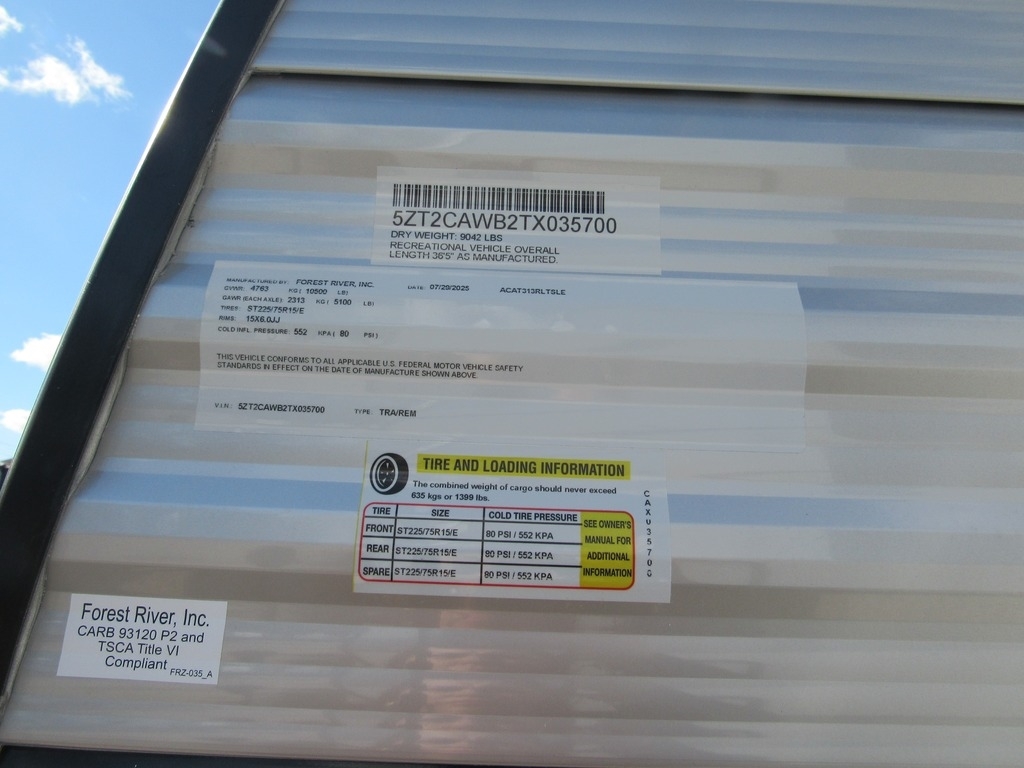 5ZT2CAWB2TX035700
DRY WEIGHT: 9042 LBS
RECREATIONAL VEHICLE OVERALL
LENGTH 36'5" AS MANUFACTURED.
MANUFACTURED BY: FOREST RIVER, INC. DATE: 07/29/2025 ACAT313RLTSLE
GVWR: 4763 KG ( 10500 LB)
GAWR (EACH AXLE) 2313 KG ( 5100 LB)
TIRES: ST225/75R15/E
RIMS: 15X6.0JJ
COLD INFL. PRESSURE: 552 KPA ( 80 PSI)
THIS VEHICLE CONFORMS TO ALL APPLICABLE U.S. FEDERAL MOTOR VEHICLE SAFETY
STANDARDS IN EFFECT ON THE DATE OF MANUFACTURE SHOWN ABOVE.
V.I.N.: 5ZT2CAWB2TX035700 TYPE: TRA/REM
TIRE AND LOADING INFORMATION
The combined weight of cargo should never exceed
635 kgs or 1399 lbs.
TIRE SIZE COLD TIRE PRESSURE
FRONT ST225/75R15/E 80 PSI / 552 KPA
REAR ST225/75R15/E 80 PSI / 552 KPA
SPARE ST225/75R15/E 80 PSI / 552 KPA
SEE OWNER'S
MANUAL FOR
ADDITIONAL
INFORMATION
CAX035700
Forest River, Inc.
CARB 93120 P2 and
TSCA Title VI
Compliant
FRZ-035_A